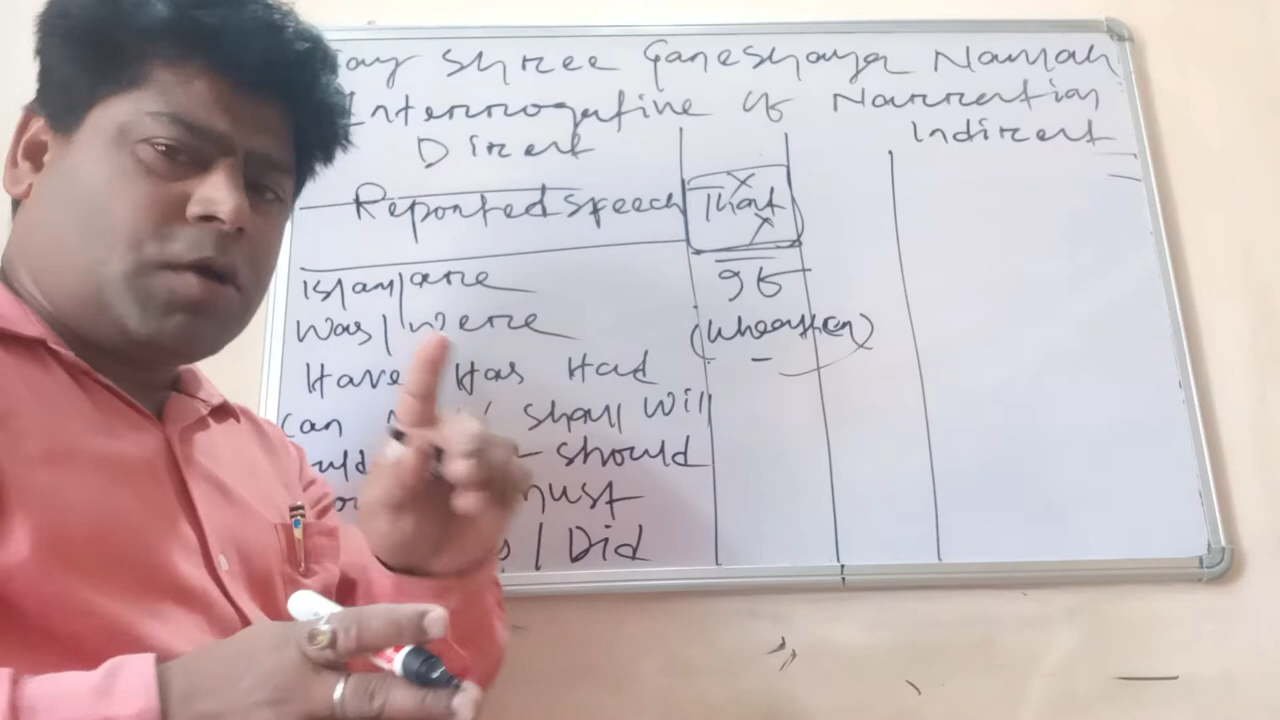 Jay Shree Ganeshaya Namah
Interrogative of Narration
Direct Indirect
Reported Speech That
Is/am/are If
Was/Were (Wheather)
Have Has Had
Can Shall/Will
should
must
/ Did